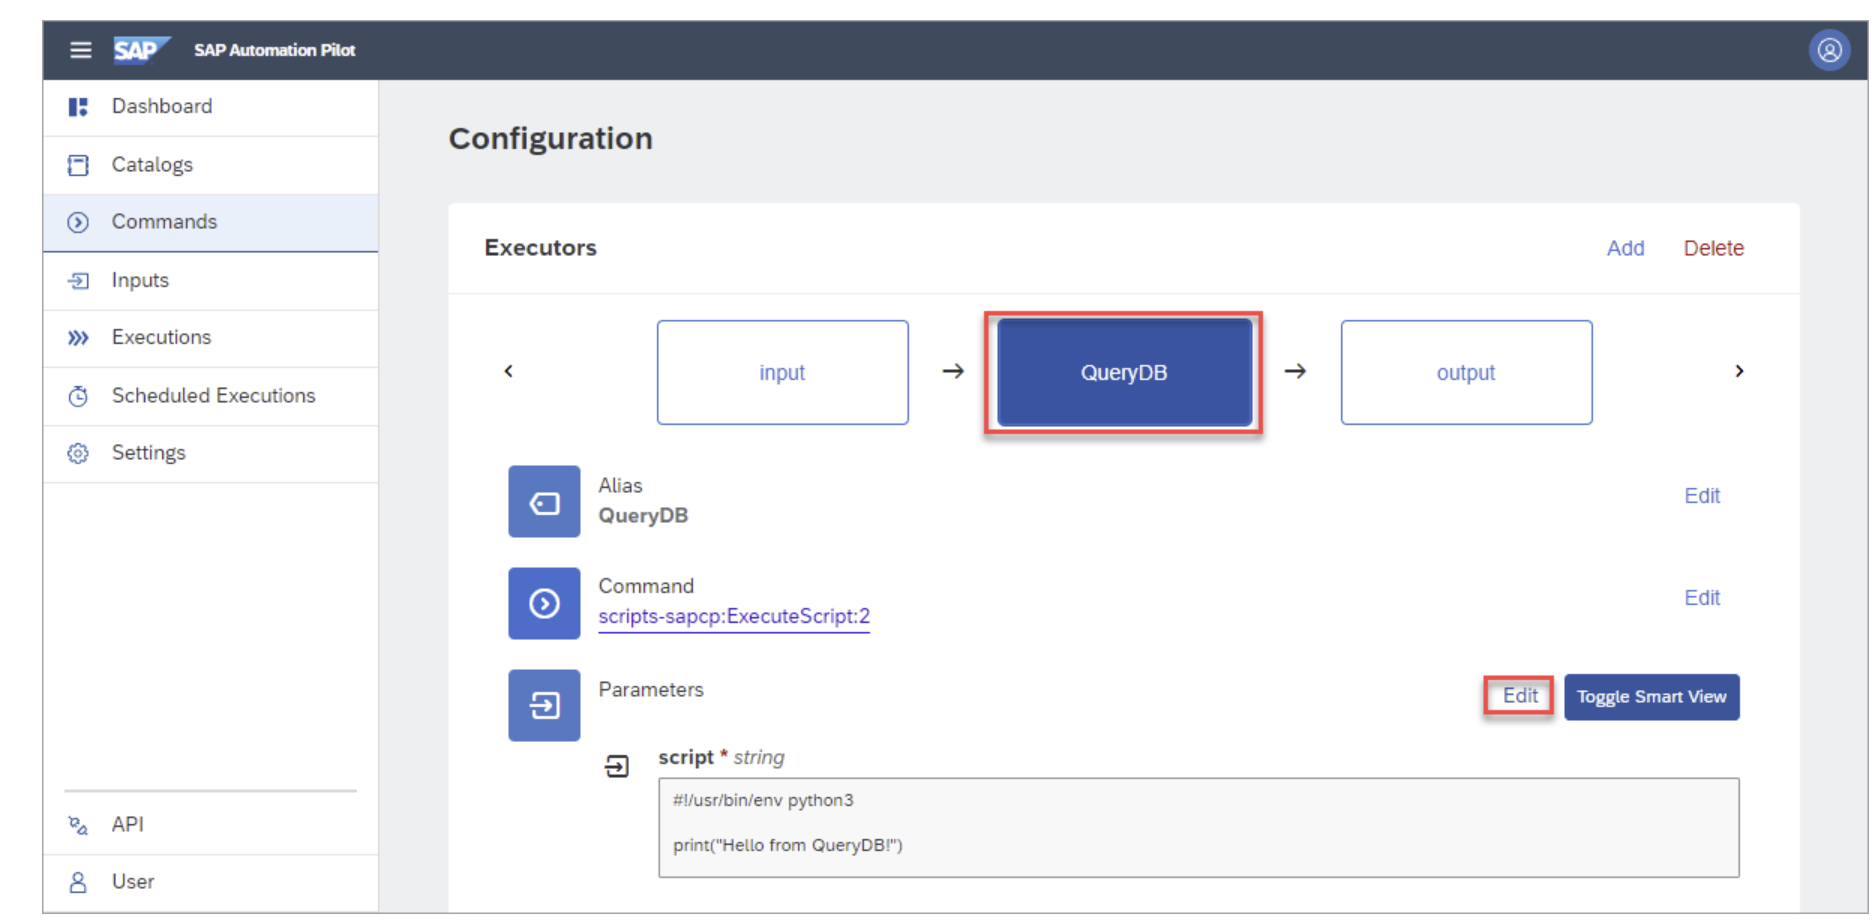 SAP SAP Automation Pilot
Dashboard
Catalogs
Commands
Inputs
Executions
Scheduled Executions
Settings
API
User
Configuration
Executors Add Delete
input → QueryDB → output
Alias Edit
QueryDB
Command Edit
scripts-sapcp:ExecuteScript:2
Parameters Edit Toggle Smart View
script * string
#!/usr/bin/env python3
print("Hello from QueryDB!")